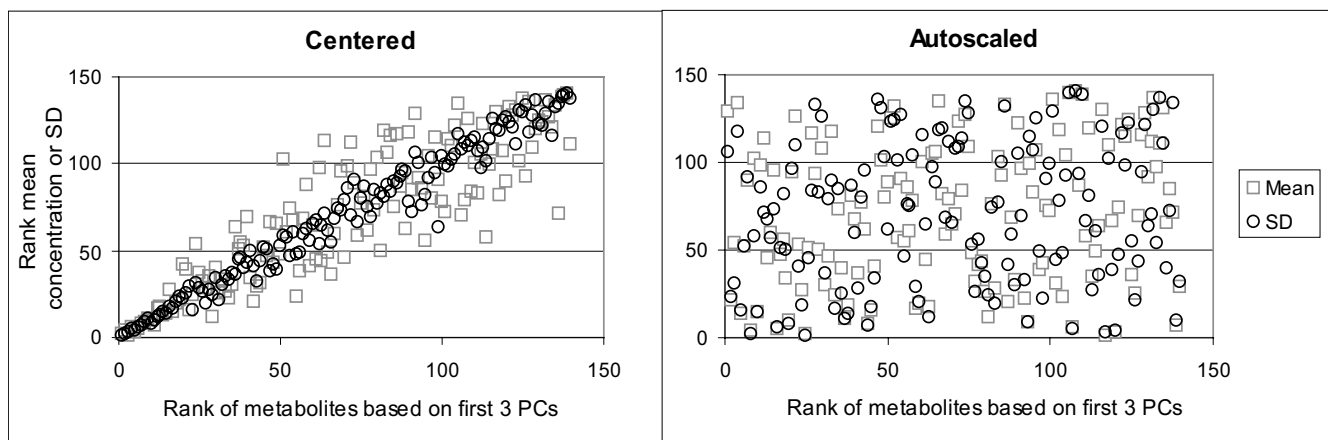 Centered
Rank mean
concentration or SD
150
100
50
0
0 50 100 150
Rank of metabolites based on first 3 PCs
Autoscaled
150
100
50
0
0 50 100 150
Rank of metabolites based on first 3 PCs
Mean
SD